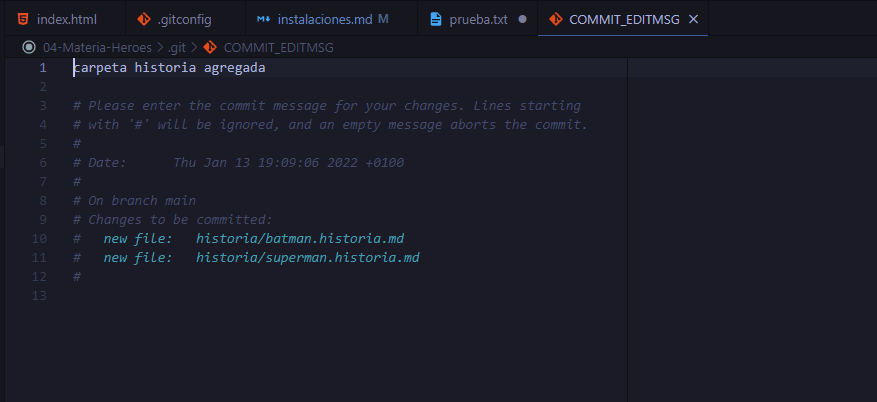 index.html .gitconfig instalaciones.md M prueba.txt COMMIT_EDITMSG
04-Materia-Heroes > .git > COMMIT_EDITMSG
1 carpeta historia agregada
2
3 # Please enter the commit message for your changes. Lines starting
4 # with '#' will be ignored, and an empty message aborts the commit.
5 #
6 # Date:      Thu Jan 13 19:09:06 2022 +0100
7 #
8 # On branch main
9 # Changes to be committed:
10 #   new file:   historia/batman.historia.md
11 #   new file:   historia/superman.historia.md
12 #
13